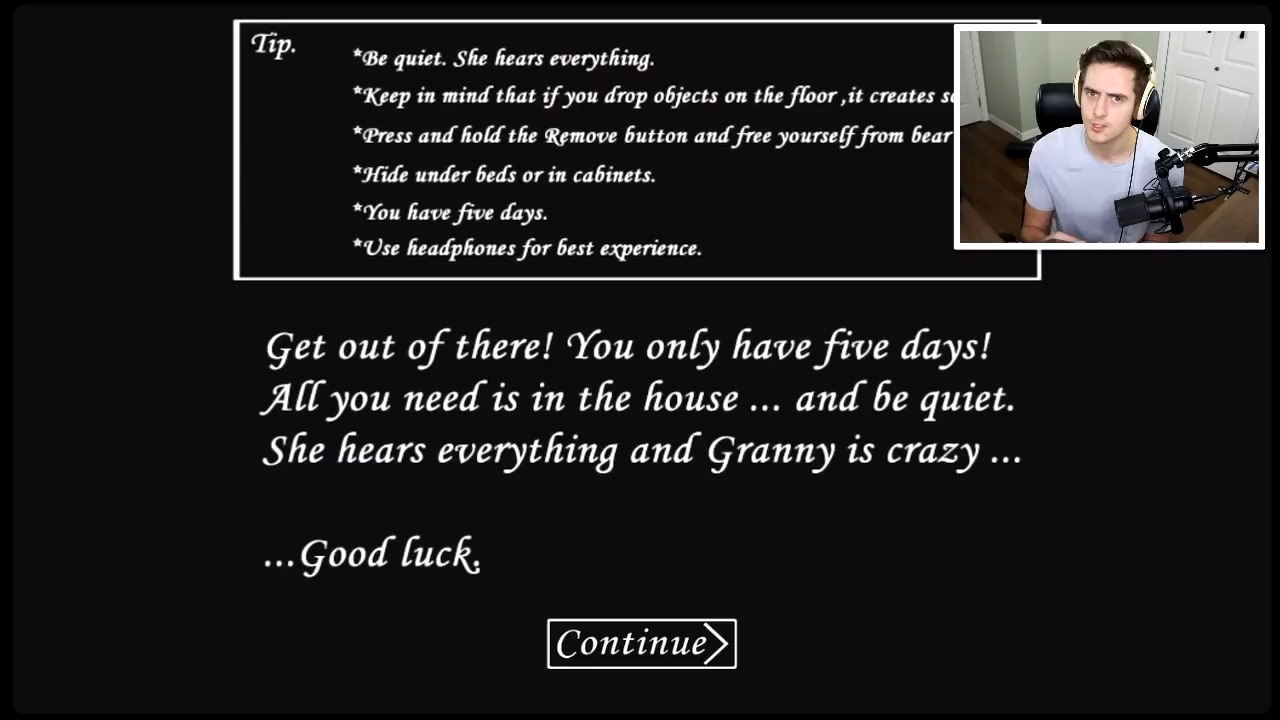 Tip.
*Be quiet. She hears everything.
*Keep in mind that if you drop objects on the floor ,it creates
*Press and hold the Remove button and free yourself from bear
*Hide under beds or in cabinets.
*You have five days.
*Use headphones for best experience.
Get out of there! You only have five days!
All you need is in the house ... and be quiet.
She hears everything and Granny is crazy ...
...Good luck.
Continue>